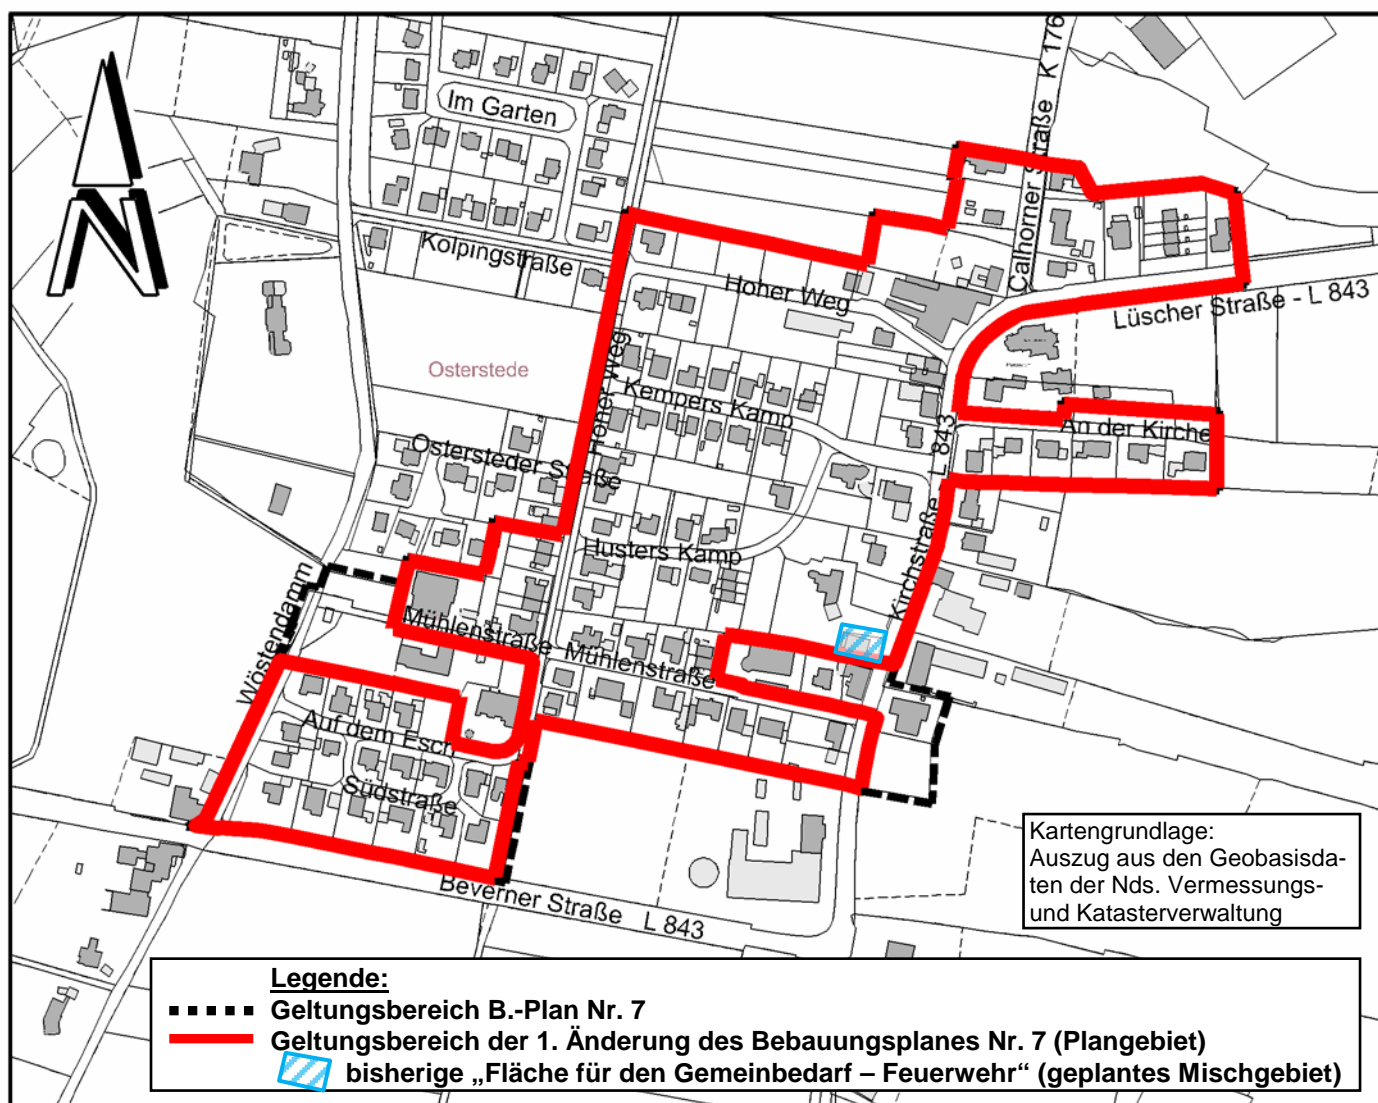 Im Garten
Calhorner Straße K 176
Kolpingstraße
Hoher Weg
Lüscher Straße - L 843
Osterstede
Hoher Weg
Kempers Kamp
An der Kirche
Ostersteder Straße
Kirchstraße - L 843
Husters Kamp
Wöstendamm
Mühlenstraße
Mühlenstraße
Auf dem Esch
Südstraße
Beverner Straße L 843
N
Kartengrundlage:
Auszug aus den Geobasisda-
ten der Nds. Vermessungs-
und Katasterverwaltung
Legende:
Geltungsbereich B.-Plan Nr. 7
Geltungsbereich der 1. Änderung des Bebauungsplanes Nr. 7 (Plangebiet)
bisherige „Fläche für den Gemeinbedarf – Feuerwehr“ (geplantes Mischgebiet)